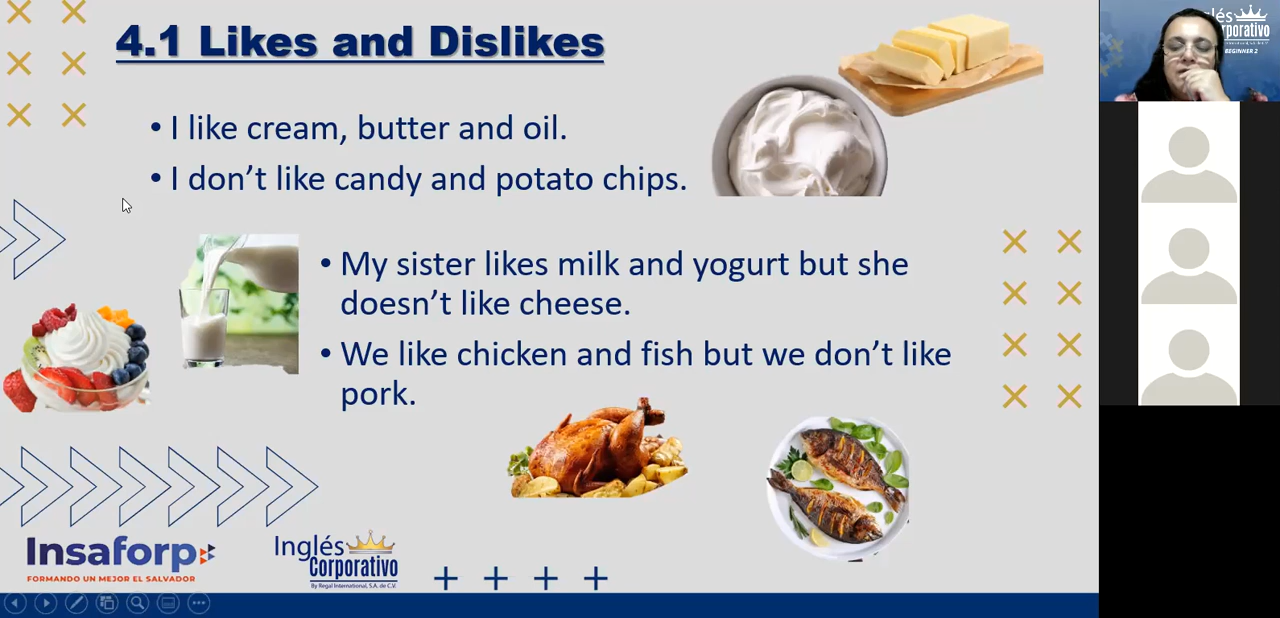 4.1 Likes and Dislikes
• I like cream, butter and oil.
• I don't like candy and potato chips.
• My sister likes milk and yogurt but she
doesn't like cheese.
• We like chicken and fish but we don't like
pork.
Insaforp
FORMANDO UN MEJOR EL SALVADOR
Inglés
Corporativo
By Regal International, S.A. de C.V.
BEGINNER 2